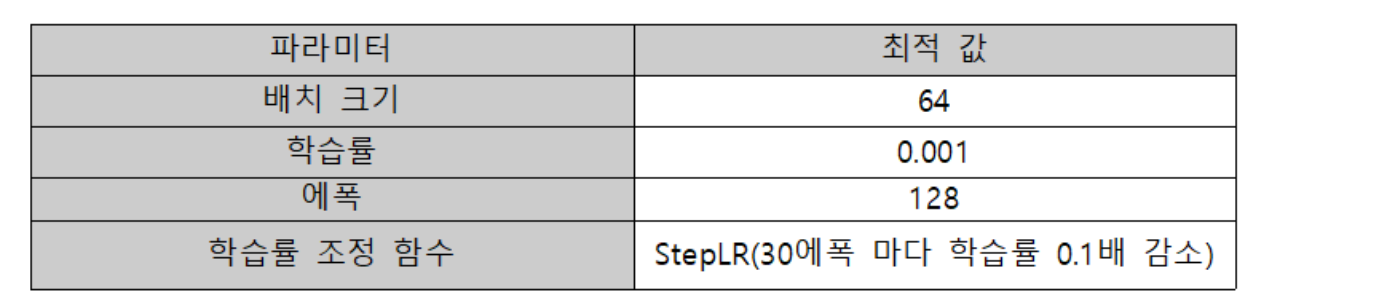 파라미터 최적 값
배치 크기 64
학습률 0.001
에폭 128
학습률 조정 함수 StepLR(30에폭 마다 학습률 0.1배 감소)